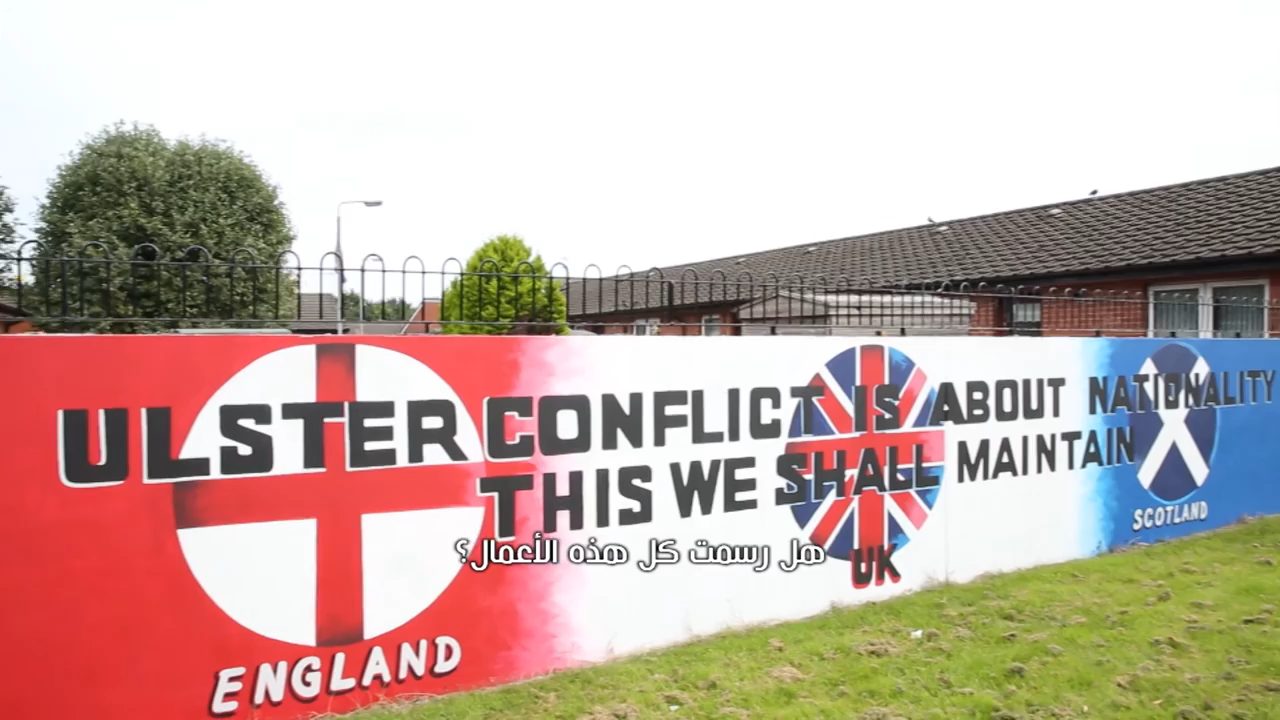 ULSTER CONFLICT IS ABOUT NATIONALITY
THIS WE SHALL MAINTAIN
ENGLAND
UK
SCOTLAND
هل رسمت كل هذه الأعمال؟